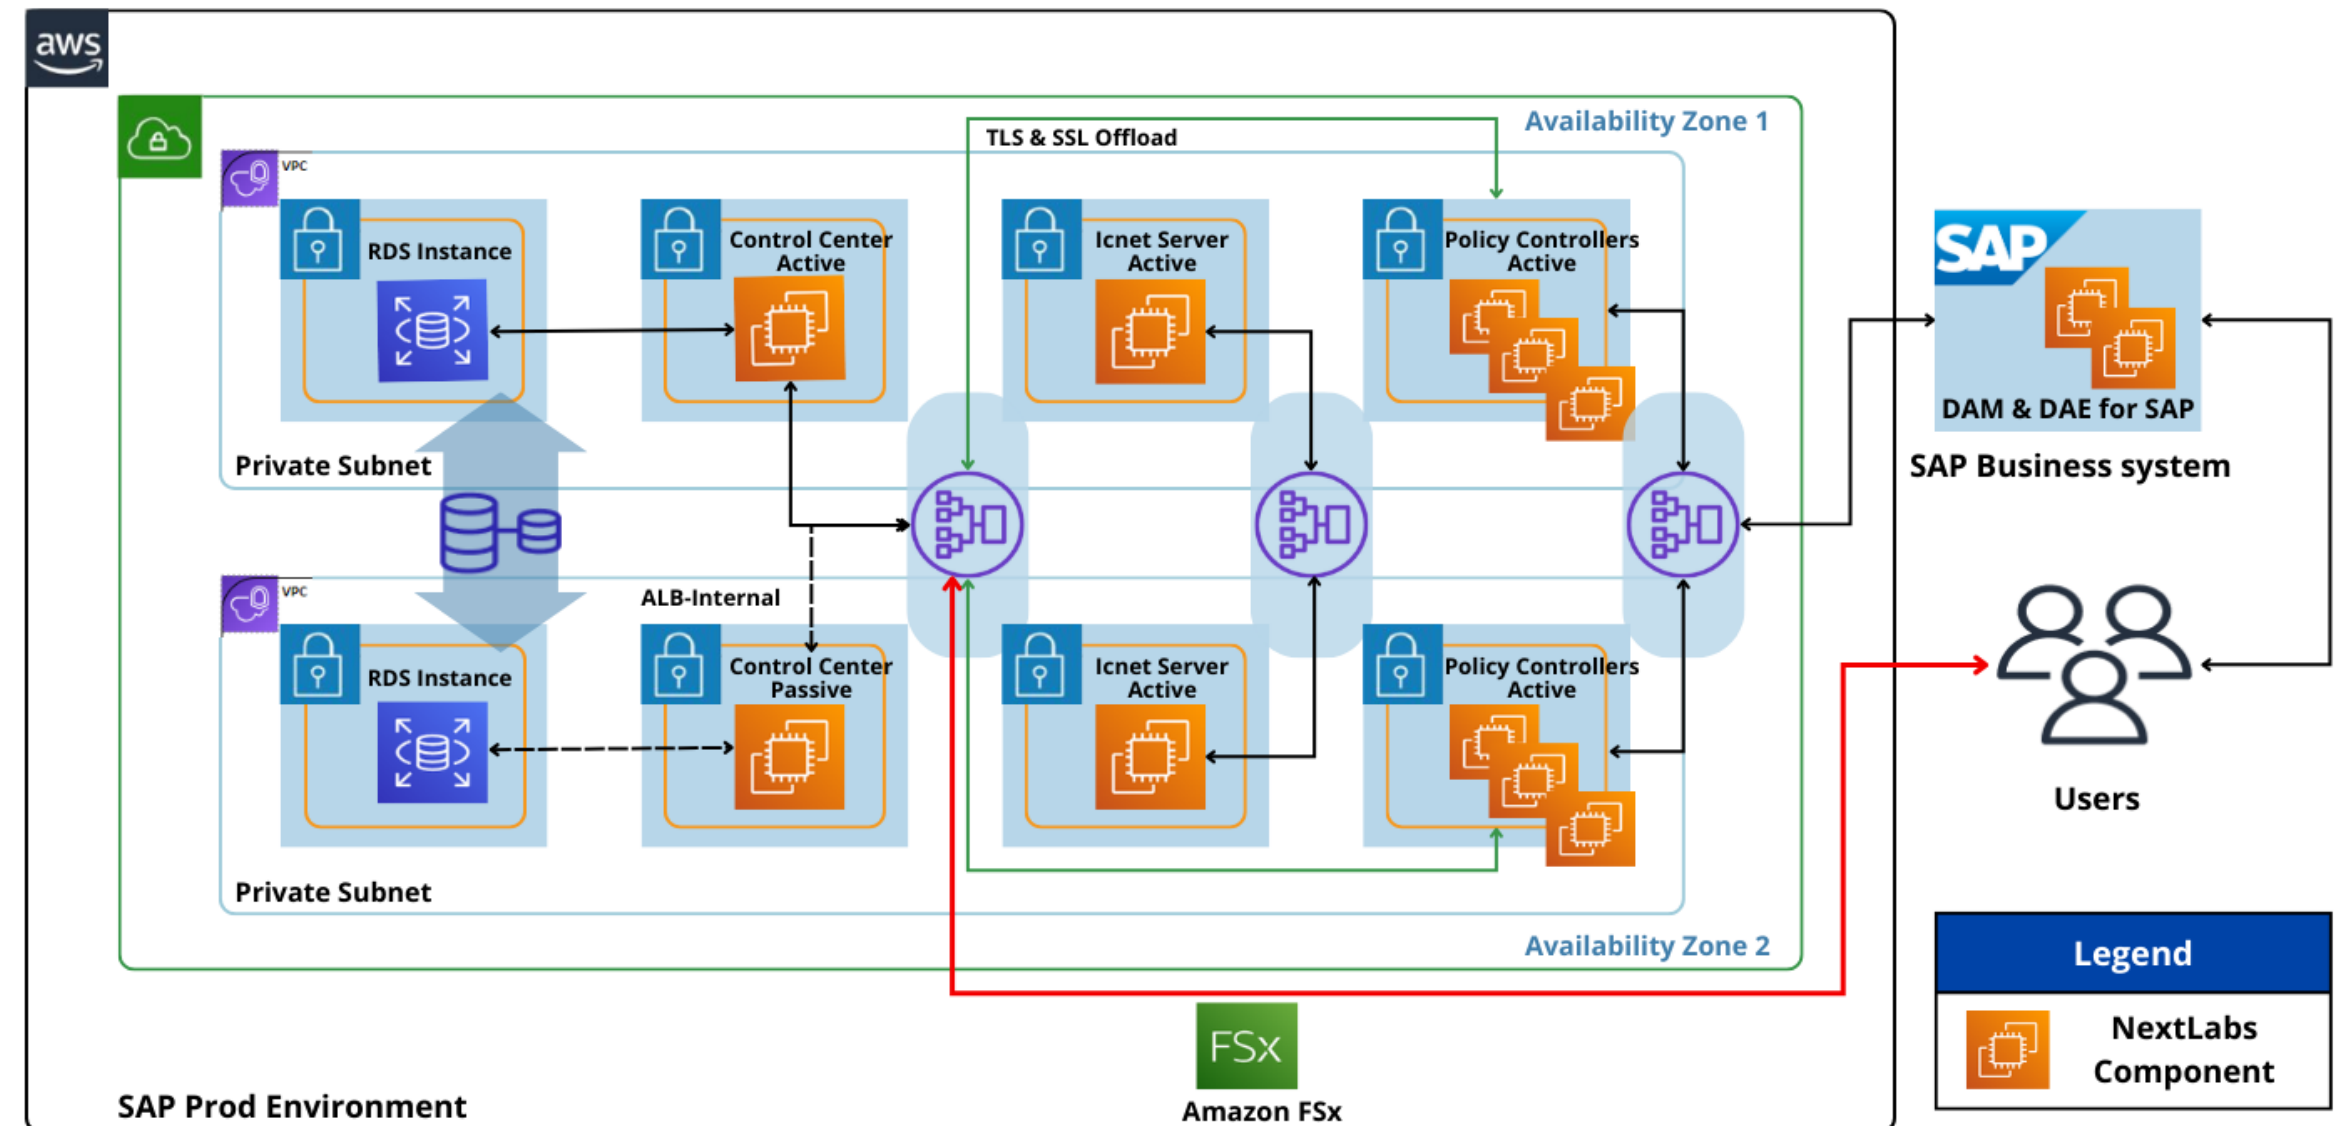 aws
Availability Zone 1
TLS & SSL Offload
VPC
RDS Instance
Control Center
Active
Icnet Server
Active
Policy Controllers
Active
Private Subnet
SAP
DAM & DAE for SAP
SAP Business system
VPC
ALB-Internal
RDS Instance
Control Center
Passive
Icnet Server
Active
Policy Controllers
Active
Private Subnet
Availability Zone 2
Users
Legend
NextLabs
Component
FSx
Amazon FSx
SAP Prod Environment